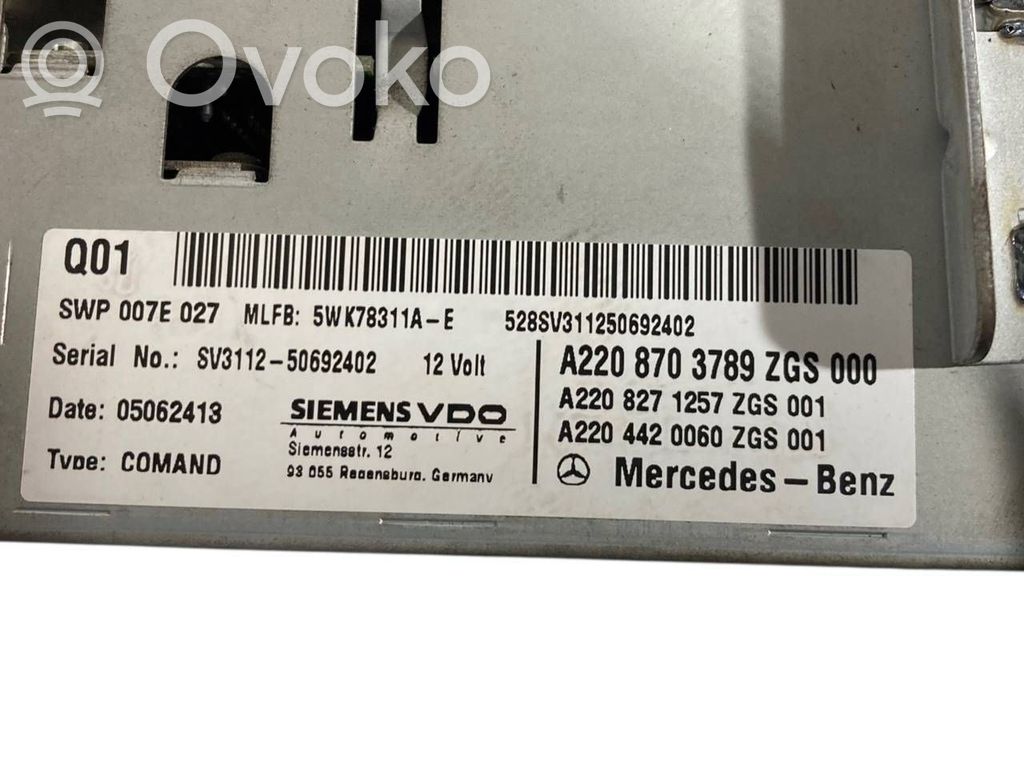 Ovoko
Q01
SWP 007E 027 MLFB: 5WK78311A-E 528SV311250692402
Serial No.: SV3112-50692402 12 Volt
Date: 05062413
Type: COMAND
SIEMENS VDO
Automotive
Siemensstr. 12
93 055 Regensburg, Germany
A220 870 3789 ZGS 000
A220 827 1257 ZGS 001
A220 442 0060 ZGS 001
Mercedes-Benz